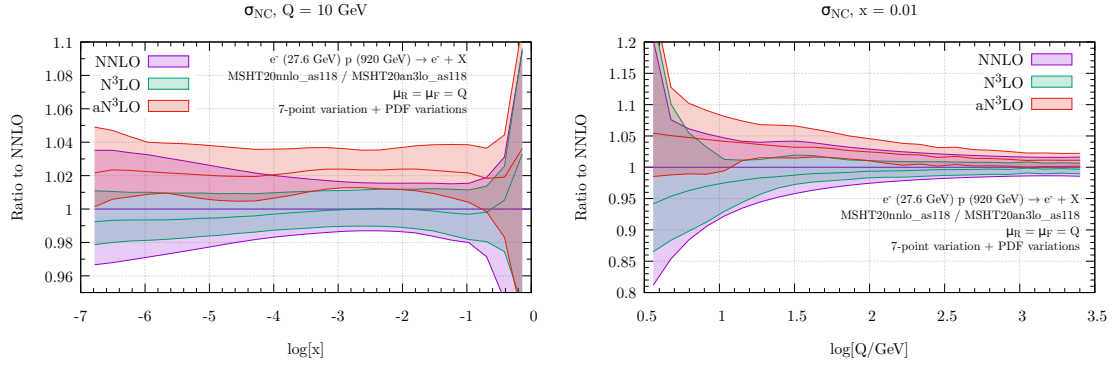 σNC, Q = 10 GeV
Ratio to NNLO
1.1
1.08
1.06
1.04
1.02
1
0.98
0.96
NNLO
N³LO
aN³LO
e⁻ (27.6 GeV) p (920 GeV) → e⁻ + X
MSHT20nnlo_as118 / MSHT20an3lo_as118
μR = μF = Q
7-point variation + PDF variations
-7 -6 -5 -4 -3 -2 -1 0
log[x]
σNC, x = 0.01
Ratio to NNLO
1.2
1.15
1.1
1.05
1
0.95
0.9
0.85
0.8
NNLO
N³LO
aN³LO
e⁻ (27.6 GeV) p (920 GeV) → e⁻ + X
MSHT20nnlo_as118 / MSHT20an3lo_as118
μR = μF = Q
7-point variation + PDF variations
0.5 1 1.5 2 2.5 3 3.5
log[Q/GeV]